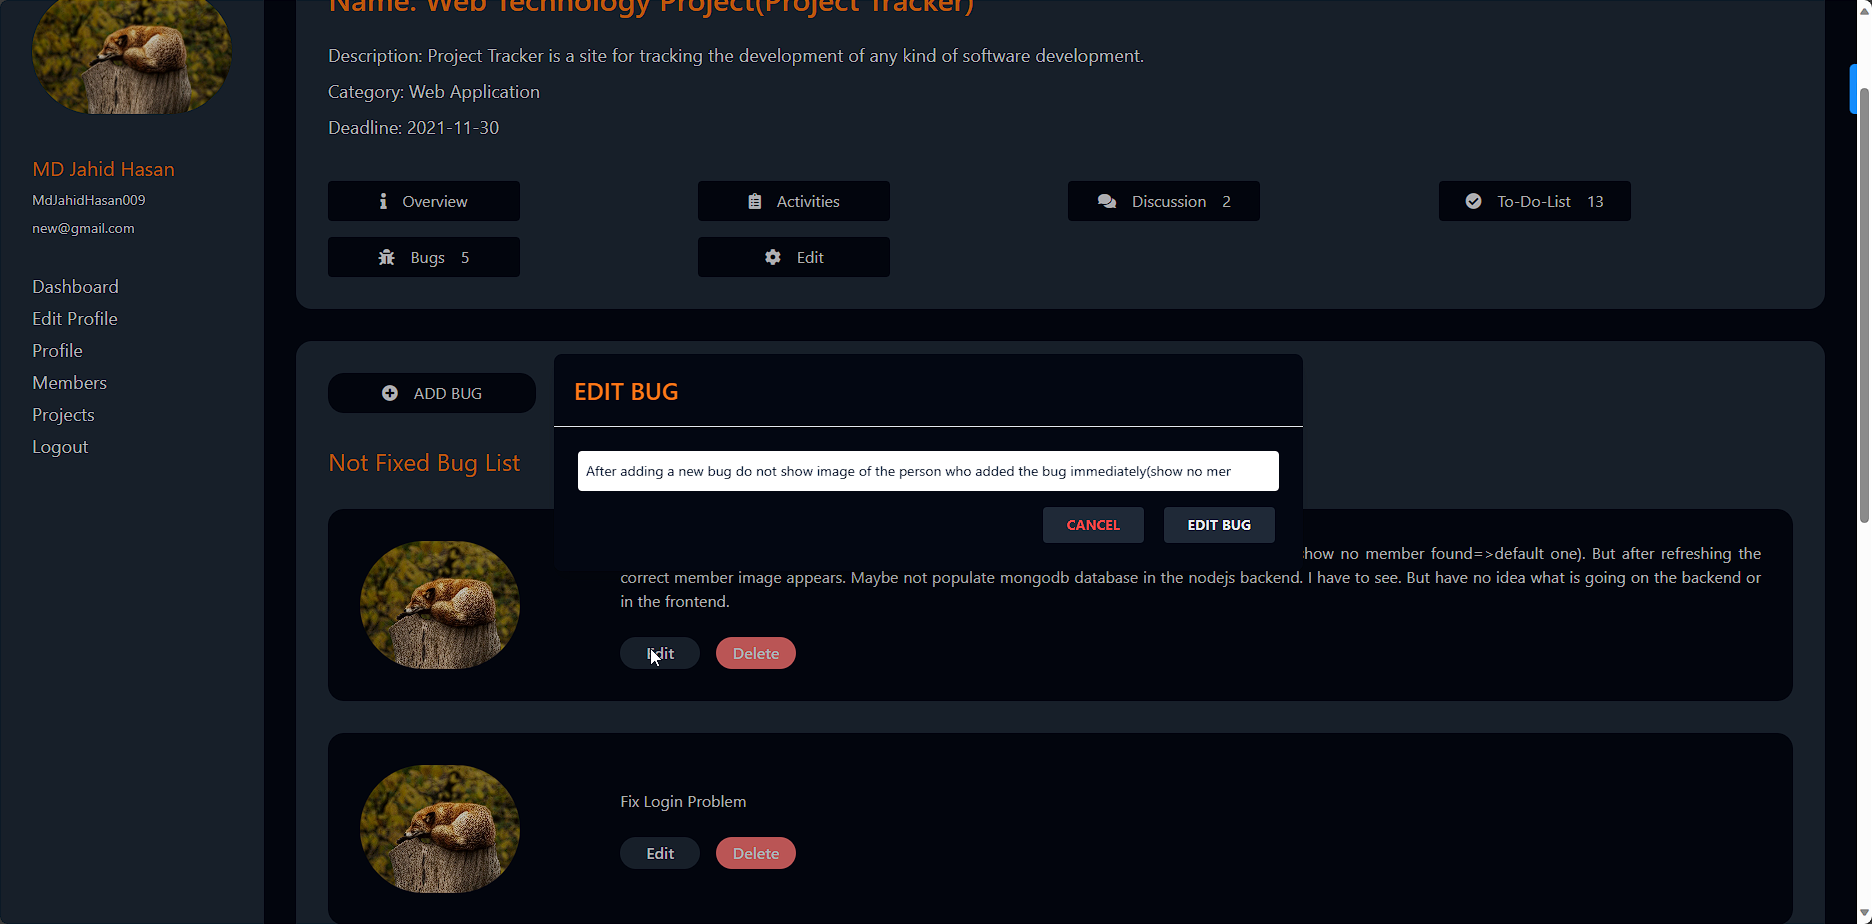 Name: Web Technology Project(Project Tracker)
Description: Project Tracker is a site for tracking the development of any kind of software development.
Category: Web Application
Deadline: 2021-11-30
MD Jahid Hasan
MdJahidHasan009
new@gmail.com
Dashboard
Edit Profile
Profile
Members
Projects
Logout
Overview
Activities
Discussion 2
To-Do-List 13
Bugs 5
Edit
ADD BUG
Not Fixed Bug List
EDIT BUG
After adding a new bug do not show image of the person who added the bug immediately(show no mer
CANCEL
EDIT BUG
how no member found=>default one). But after refreshing the
correct member image appears. Maybe not populate mongodb database in the nodejs backend. I have to see. But have no idea what is going on the backend or
in the frontend.
Edit
Delete
Fix Login Problem
Edit
Delete